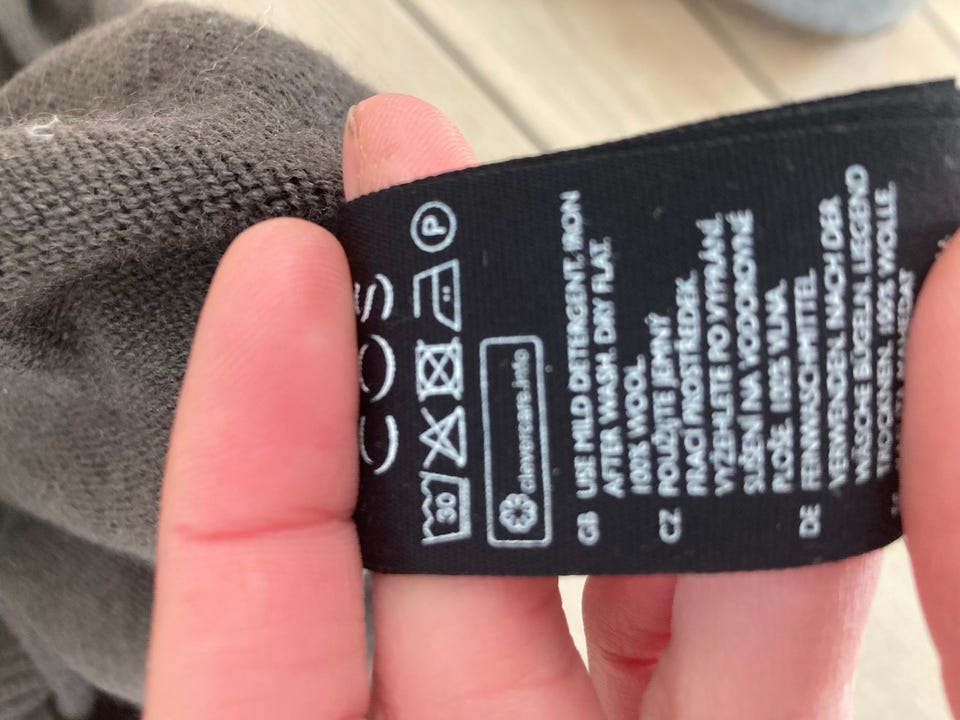 COS
30
P
clevercare.info
GB USE MILD DETERGENT. IRON
AFTER WASH. DRY FLAT.
100% WOOL
CZ POUŽIJTE JEMNÝ
PRACÍ PROSTŘEDEK.
VYŽEHLETE PO VYPRÁNÍ.
SUŠENÍ NA VODOROVNÉ
PLOŠE. 100% VLNA.
DE FEINWASCHMITTEL
VERWENDEN. NACH DER
WÄSCHE BÜGELN. LIEGEND
TROCKNEN. 100% WOLLE.